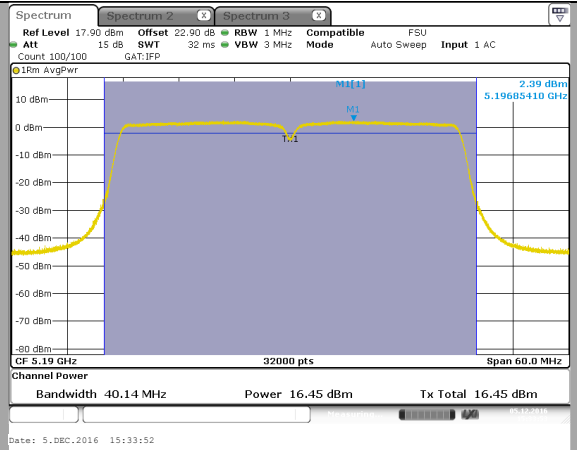 Spectrum Spectrum 2 X Spectrum 3 X
Ref Level 17.90 dBm Offset 22.90 dB RBW 1 MHz Compatible FSU
Att 15 dB SWT 32 ms VBW 3 MHz Mode Auto Sweep Input 1 AC
Count 100/100 GAT:IFP
1Rm AvgPwr
M1[1] 2.39 dBm
5.19685410 GHz
10 dBm
M1
0 dBm
-10 dBm
-20 dBm
-30 dBm
-40 dBm
-50 dBm
-60 dBm
-70 dBm
-80 dBm
CF 5.19 GHz 32000 pts Span 60.0 MHz
Channel Power
Bandwidth 40.14 MHz Power 16.45 dBm Tx Total 16.45 dBm
Measuring 05.12.2016
Date: 5.DEC.2016 15:33:52